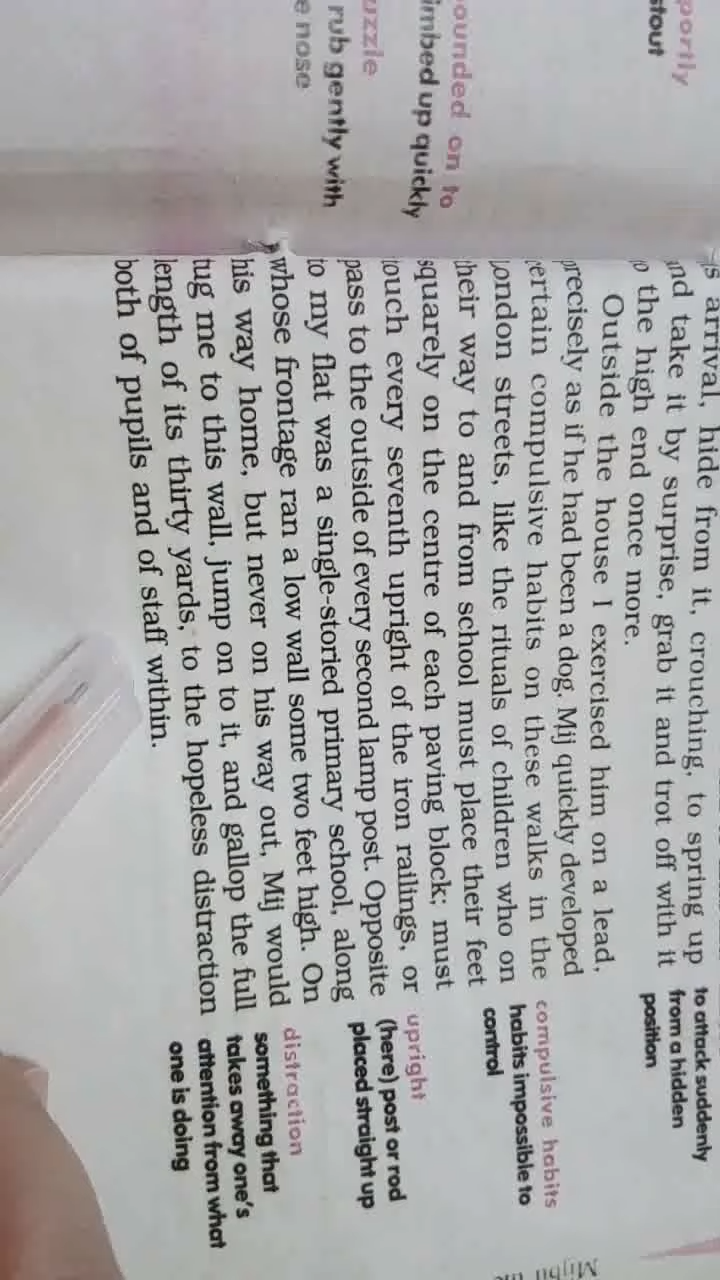 portly
stout
ounded on to
imbed up quickly
uzzle
rub gently with
e nose
s arrival, hide from it, crouching, to spring up
nd take it by surprise, grab it and trot off with it
o the high end once more.
Outside the house I exercised him on a lead,
precisely as if he had been a dog. Mij quickly developed
certain compulsive habits on these walks in the
London streets, like the rituals of children who on
their way to and from school must place their feet
squarely on the centre of each paving block; must
touch every seventh upright of the iron railings, or
pass to the outside of every second lamp post. Opposite
to my flat was a single-storied primary school, along
whose frontage ran a low wall some two feet high. On
his way home, but never on his way out, Mij would
tug me to this wall, jump on to it, and gallop the full
length of its thirty yards, to the hopeless distraction
both of pupils and of staff within.
to attack suddenly
from a hidden
position
compulsive habits
habits impossible to
control
upright
(here) post or rod
placed straight up
distraction
something that
takes away one's
attention from what
one is doing